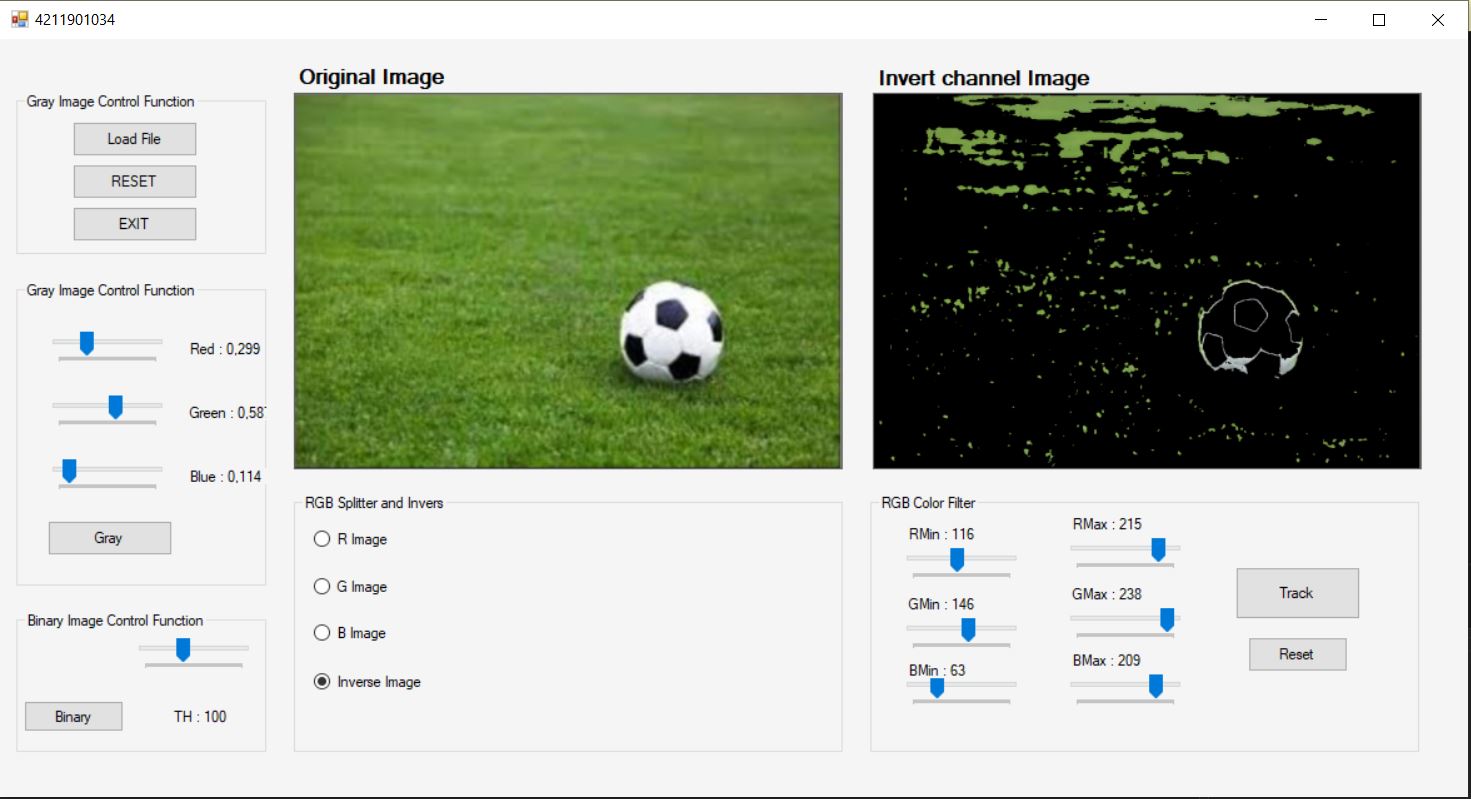 4211901034
Original Image
Invert channel Image
Gray Image Control Function
Load File
RESET
EXIT
Gray Image Control Function
Red : 0,299
Green : 0,58
Blue : 0,114
Gray
Binary Image Control Function
Binary
TH : 100
RGB Splitter and Invers
R Image
G Image
B Image
Inverse Image
RGB Color Filter
RMin : 116
RMax : 215
GMin : 146
GMax : 238
BMin : 63
BMax : 209
Track
Reset